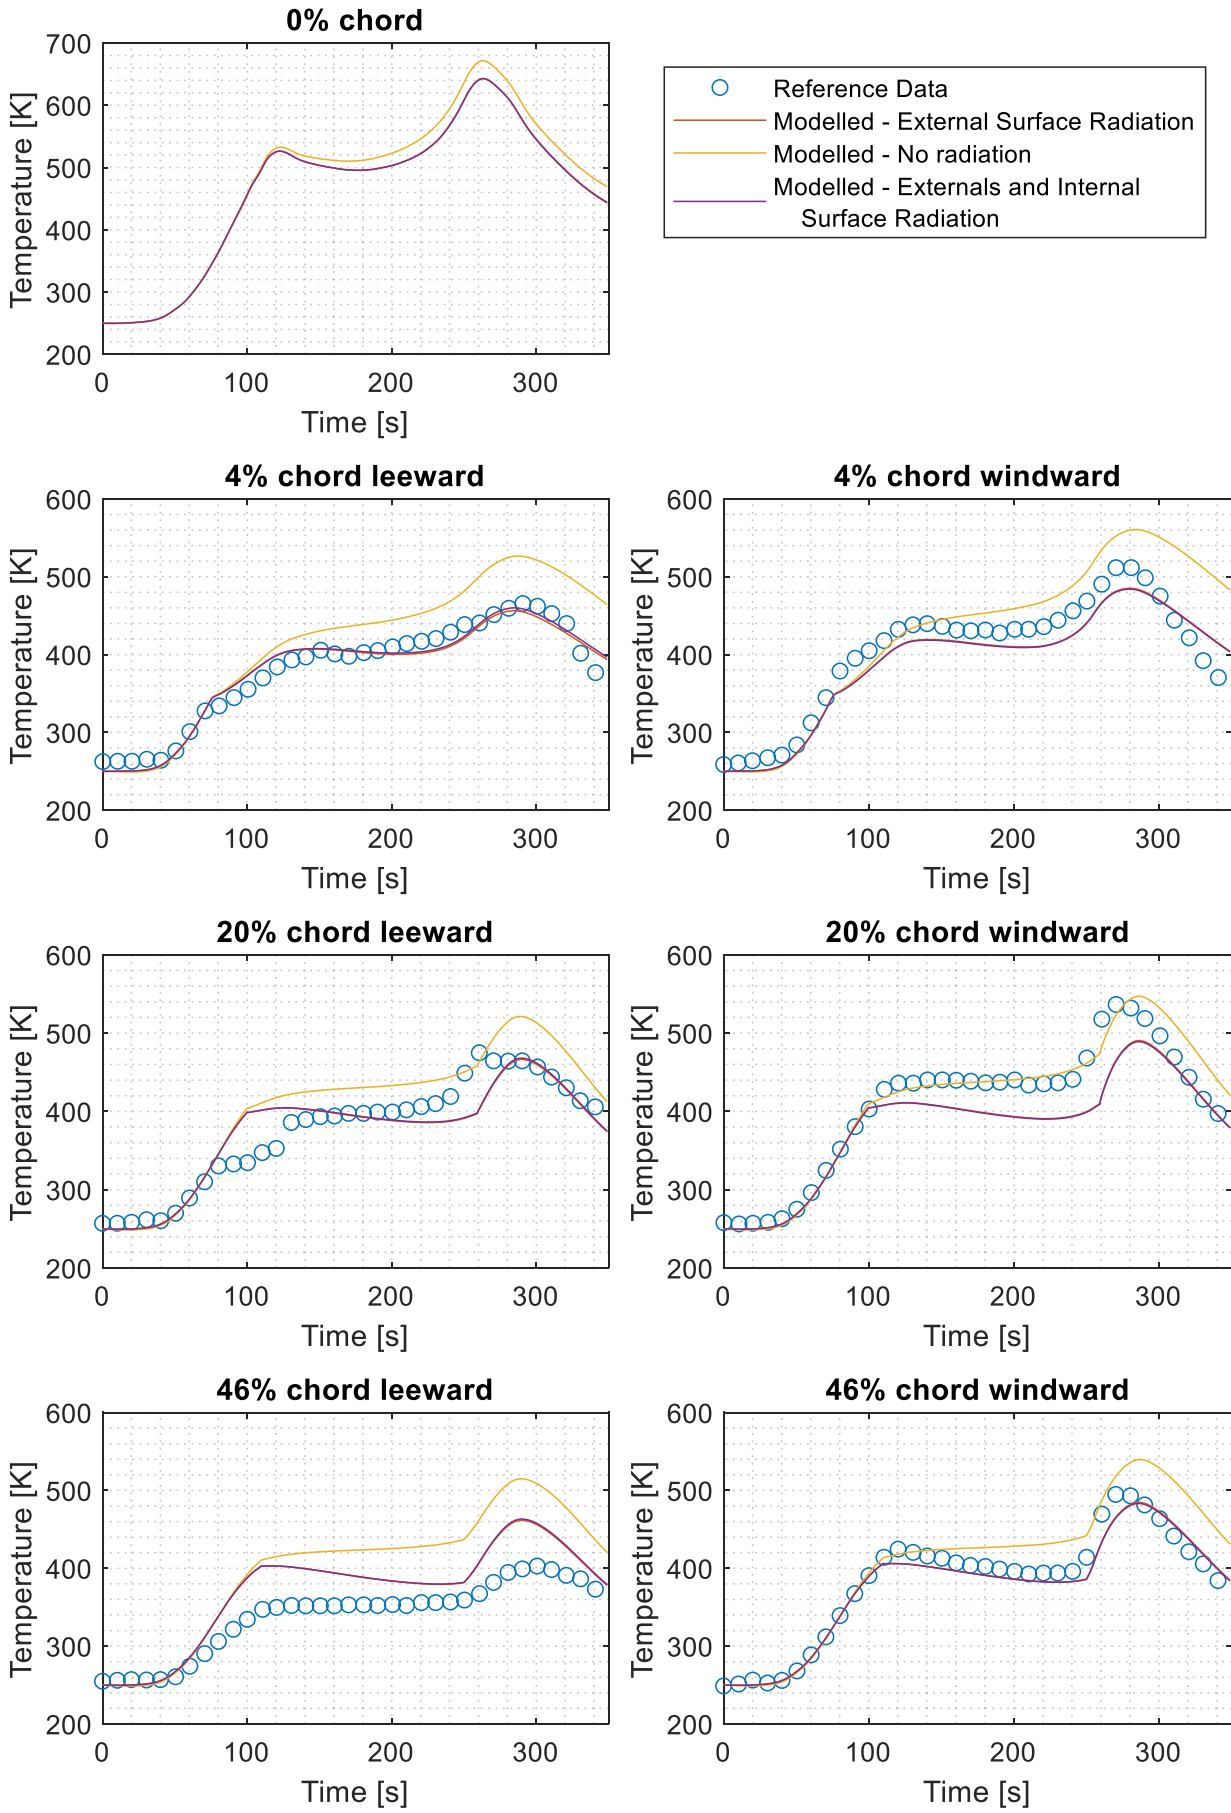 0% chord
700
600
500
400
300
200
0 100 200 300
Temperature [K]
Time [s]
Reference Data
Modelled - External Surface Radiation
Modelled - No radiation
Modelled - Externals and Internal
Surface Radiation
4% chord leeward
600
500
400
300
200
0 100 200 300
Temperature [K]
Time [s]
4% chord windward
600
500
400
300
200
0 100 200 300
Temperature [K]
Time [s]
20% chord leeward
600
500
400
300
200
0 100 200 300
Temperature [K]
Time [s]
20% chord windward
600
500
400
300
200
0 100 200 300
Temperature [K]
Time [s]
46% chord leeward
600
500
400
300
200
0 100 200 300
Temperature [K]
Time [s]
46% chord windward
600
500
400
300
200
0 100 200 300
Temperature [K]
Time [s]